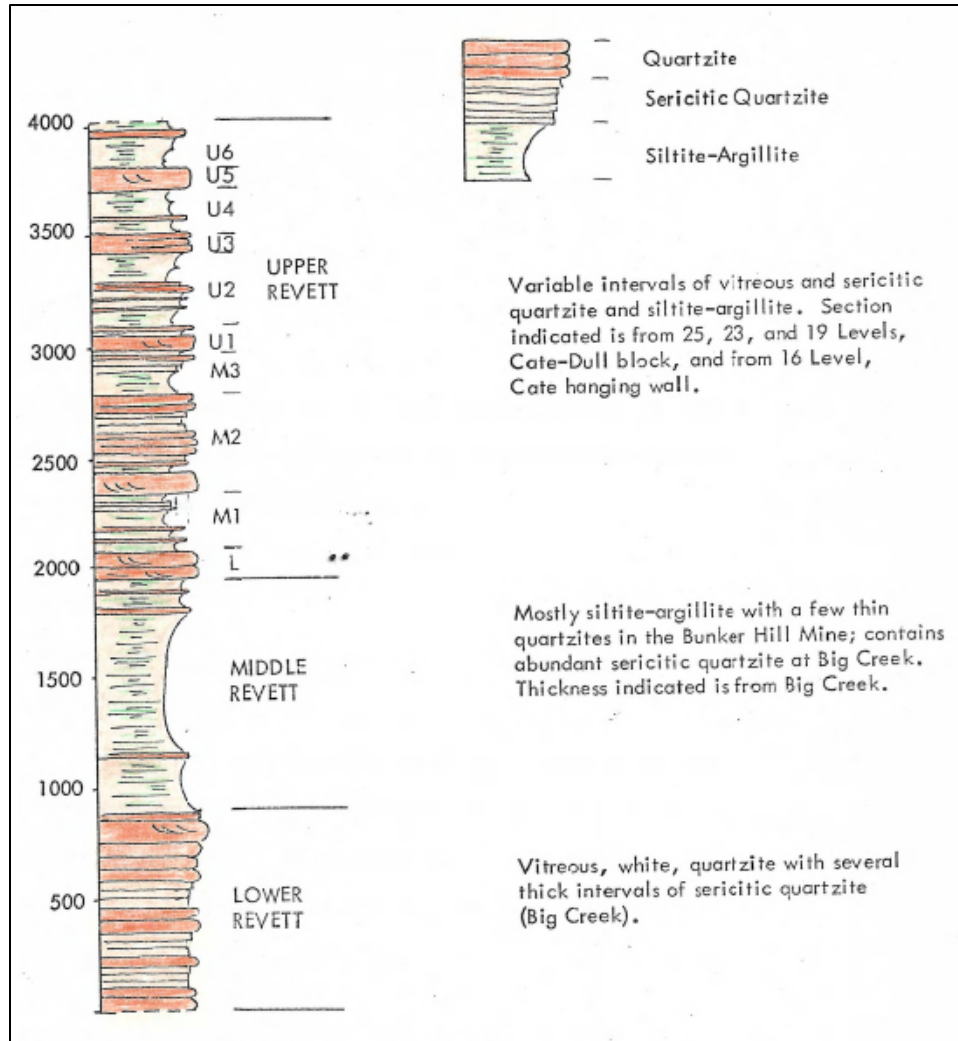 Quartzite
Sericitic Quartzite
Siltite-Argillite
4000
U6
U5
U4
3500
U3
UPPER
REVETT
U2
Variable intervals of vitreous and sericitic
quartzite and siltite-argillite. Section
indicated is from 25, 23, and 19 Levels,
Cate-Dull block, and from 16 Level,
Cate hanging wall.
U1
3000
M3
M2
2500
M1
L
2000
Mostly siltite-argillite with a few thin
quartzites in the Bunker Hill Mine; contains
abundant sericitic quartzite at Big Creek.
Thickness indicated is from Big Creek.
MIDDLE
REVETT
1500
1000
Vitreous, white, quartzite with several
thick intervals of sericitic quartzite
(Big Creek).
LOWER
REVETT
500